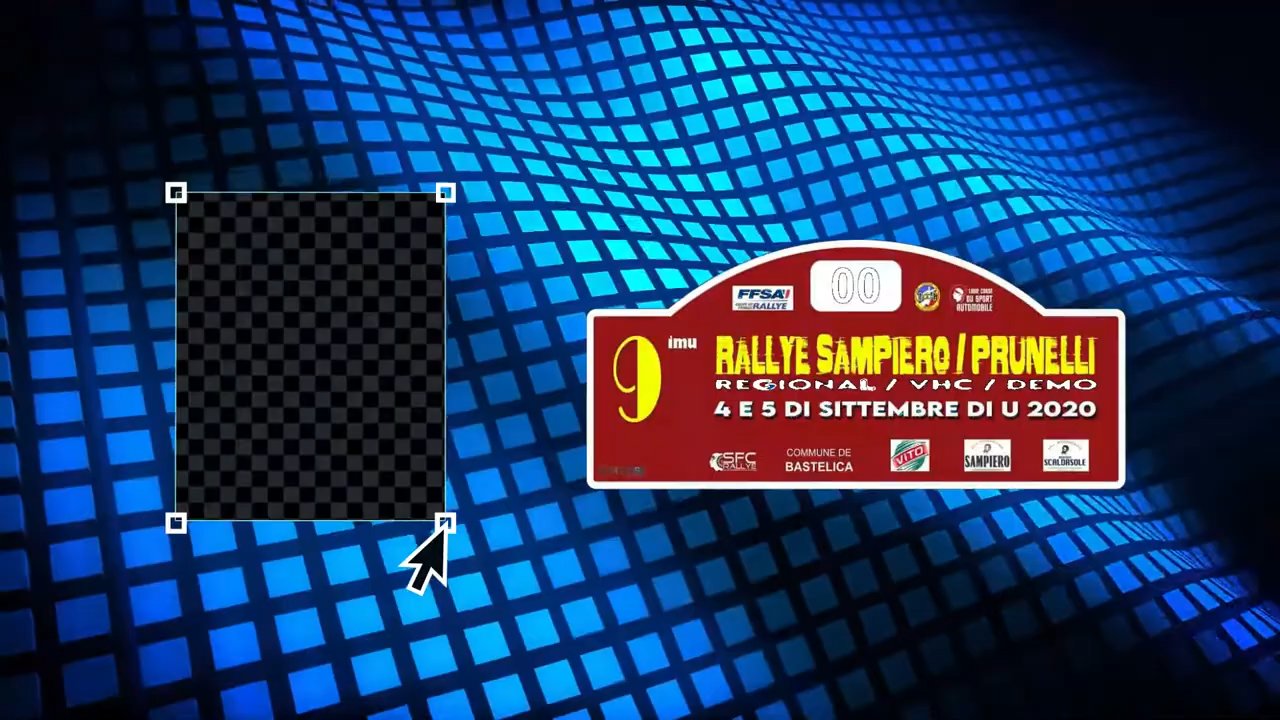 00
FFSA
RALLYE
LIGUE CORSE
DU SPORT
AUTOMOBILE
9 imu
RALLYE SAMPIERO / PRUNELLI
REGIONAL / VHC / DEMO
4 E 5 DI SITTEMBRE DI U 2020
SFC
RALLYE
COMMUNE DE
BASTELICA
VITO
SAMPIERO
SCALDASOLE